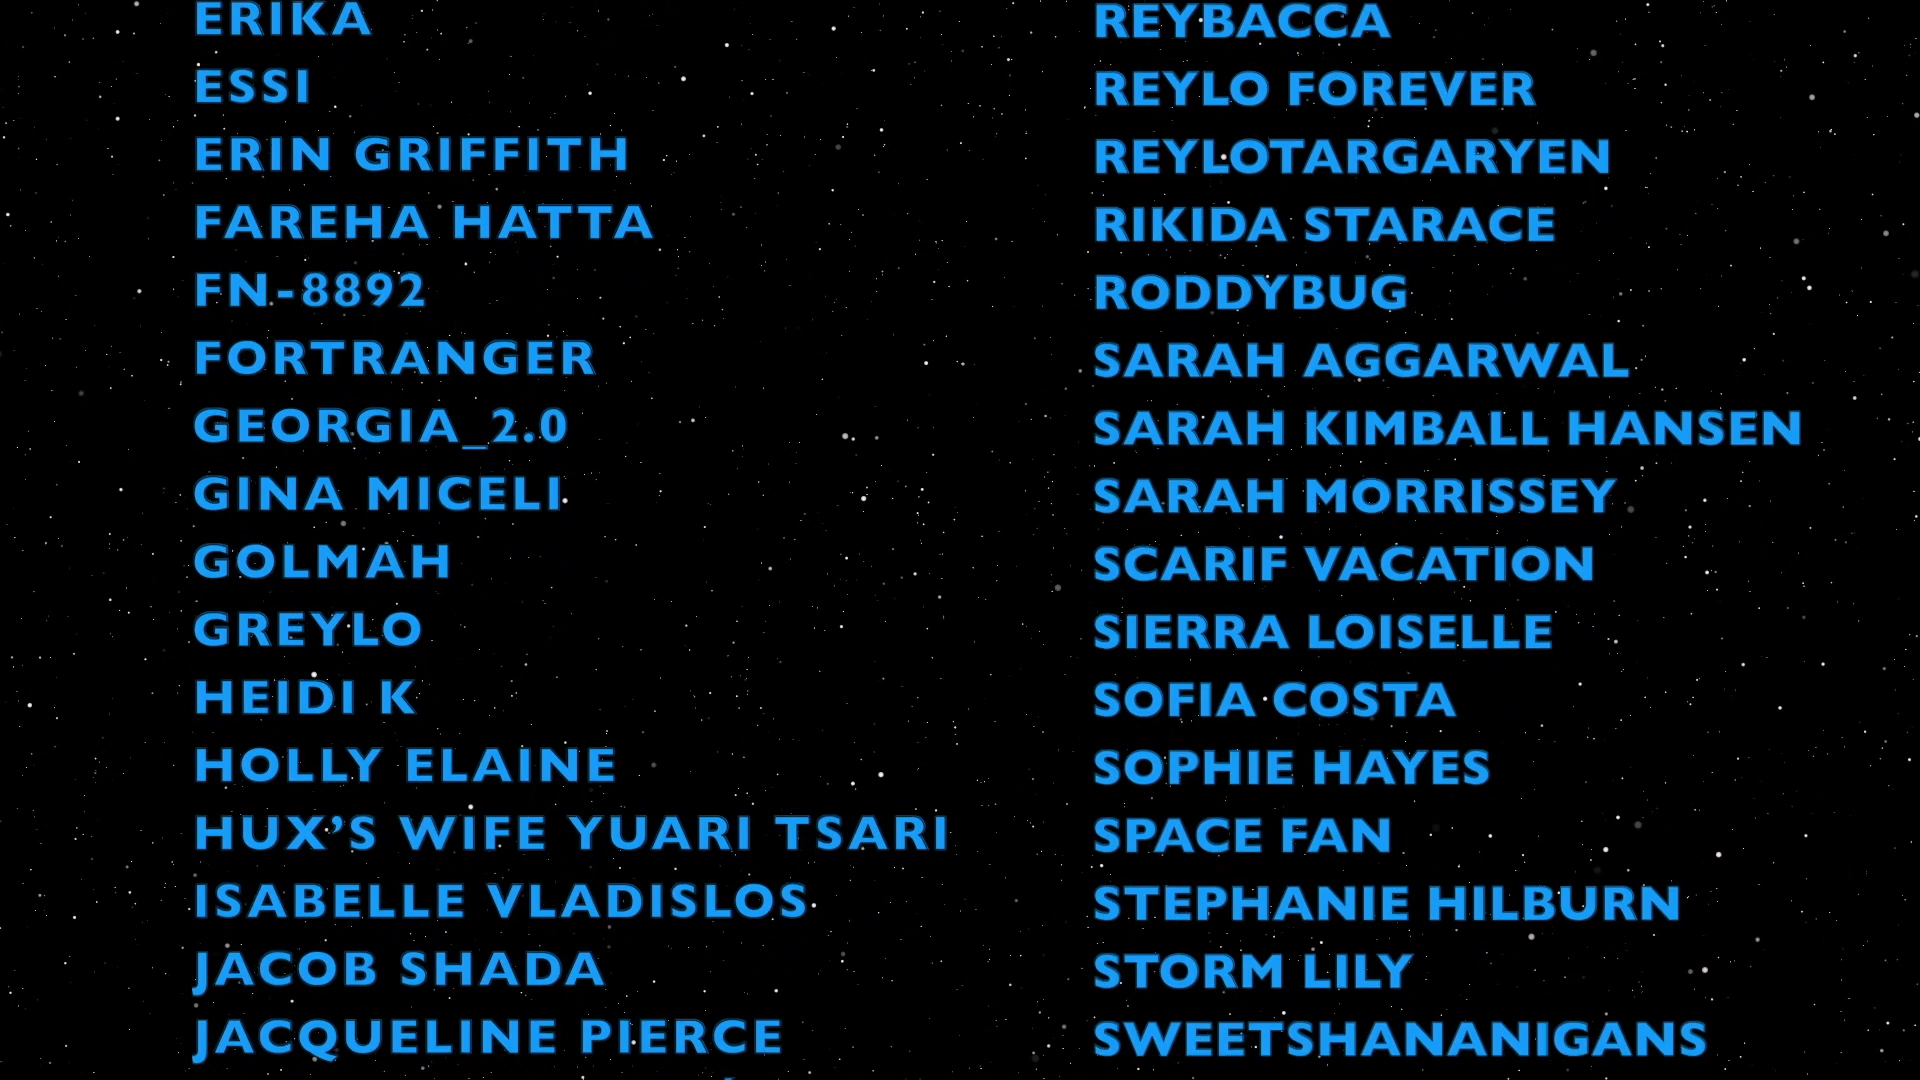 ERIKA
ESSI
ERIN GRIFFITH
FAREHA HATTA
FN-8892
FORTRANGER
GEORGIA_2.0
GINA MICELI
GOLMAH
GREYLO
HEIDI K
HOLLY ELAINE
HUX’S WIFE YUARI TSARI
ISABELLE VLADISLOS
JACOB SHADA
JACQUELINE PIERCE
REYBACCA
REYLO FOREVER
REYLOTARGARYEN
RIKIDA STARACE
RODDYBUG
SARAH AGGARWAL
SARAH KIMBALL HANSEN
SARAH MORRISSEY
SCARIF VACATION
SIERRA LOISELLE
SOFIA COSTA
SOPHIE HAYES
SPACE FAN
STEPHANIE HILBURN
STORM LILY
SWEETSHANANIGANS